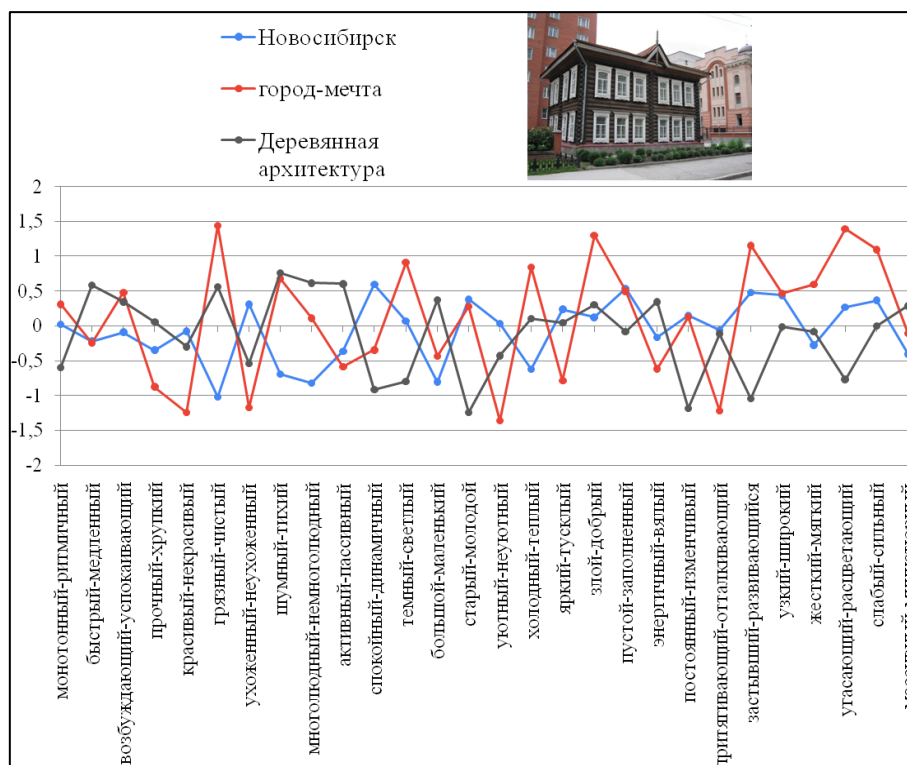 Новосибирск
город-мечта
Деревянная
архитектура
2
1,5
1
0,5
0
-0,5
-1
-1,5
-2
монотонный-ритмичный
быстрый-медленный
возбуждающий-успокаивающий
прочный-хрупкий
красивый-некрасивый
грязный-чистый
ухоженный-неухоженный
шумный-тихий
многолюдный-немноголюдный
активный-пассивный
спокойный-динамичный
темный-светлый
большой-маленький
старый-молодой
уютный-неуютный
холодный-теплый
яркий-тусклый
злой-добрый
пустой-заполненный
энергичный-вялый
постоянный-изменчивый
притягивающий-отталкивающий
застывший-развивающийся
узкий-широкий
жесткий-мягкий
угасающий-расцветающий
слабый-сильный